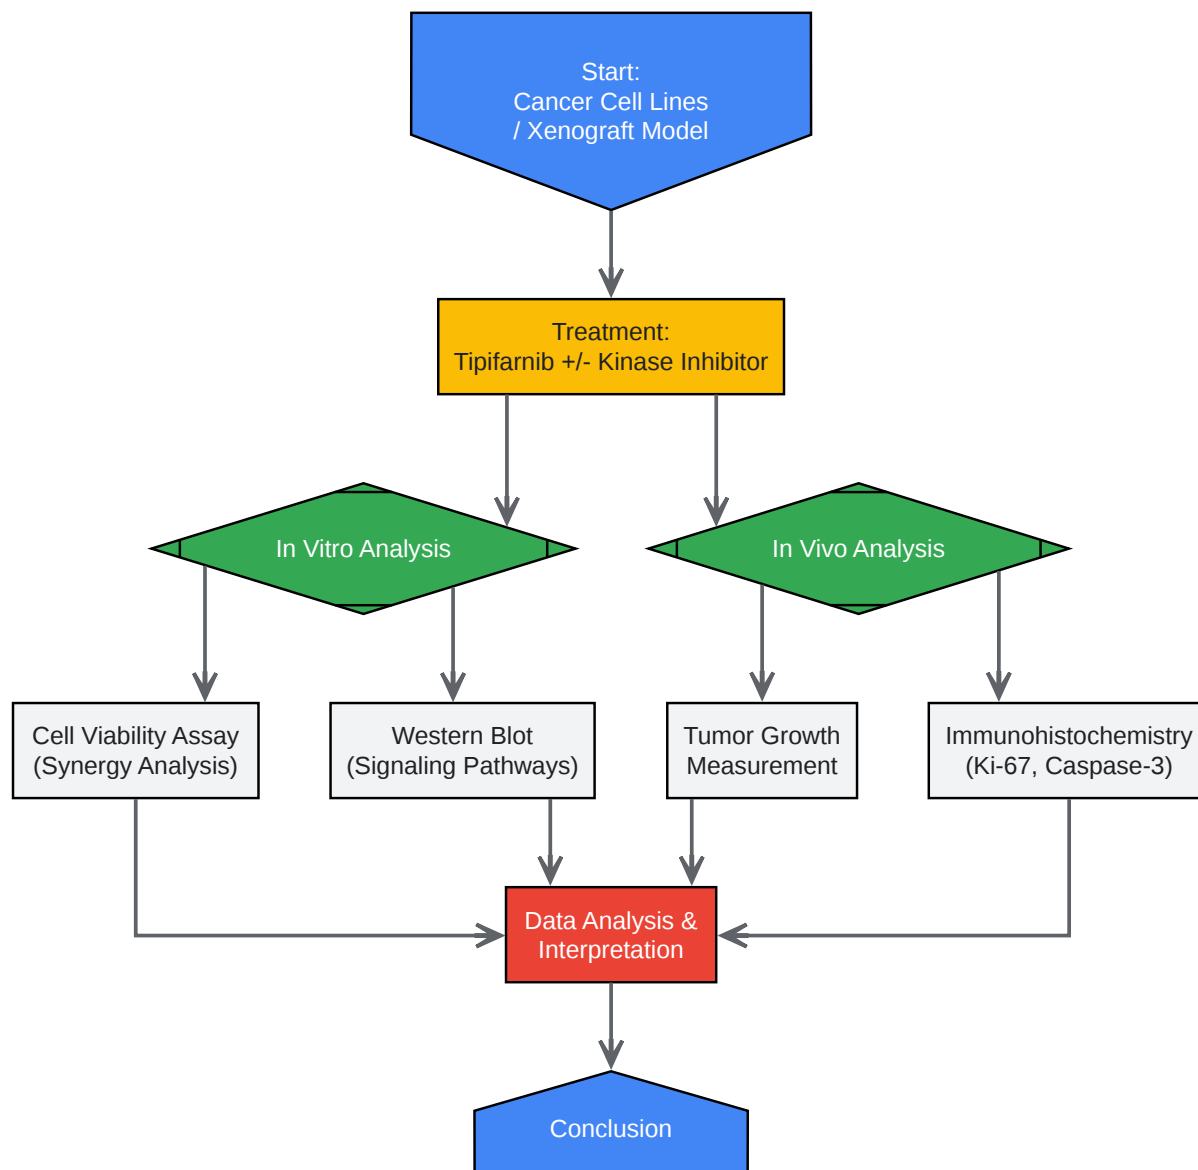 Start:
Cancer Cell Lines
/ Xenograft Model
Treatment:
Tipifarnib +/- Kinase Inhibitor
In Vitro Analysis
In Vivo Analysis
Cell Viability Assay
(Synergy Analysis)
Western Blot
(Signaling Pathways)
Tumor Growth
Measurement
Immunohistochemistry
(Ki-67, Caspase-3)
Data Analysis &
Interpretation
Conclusion